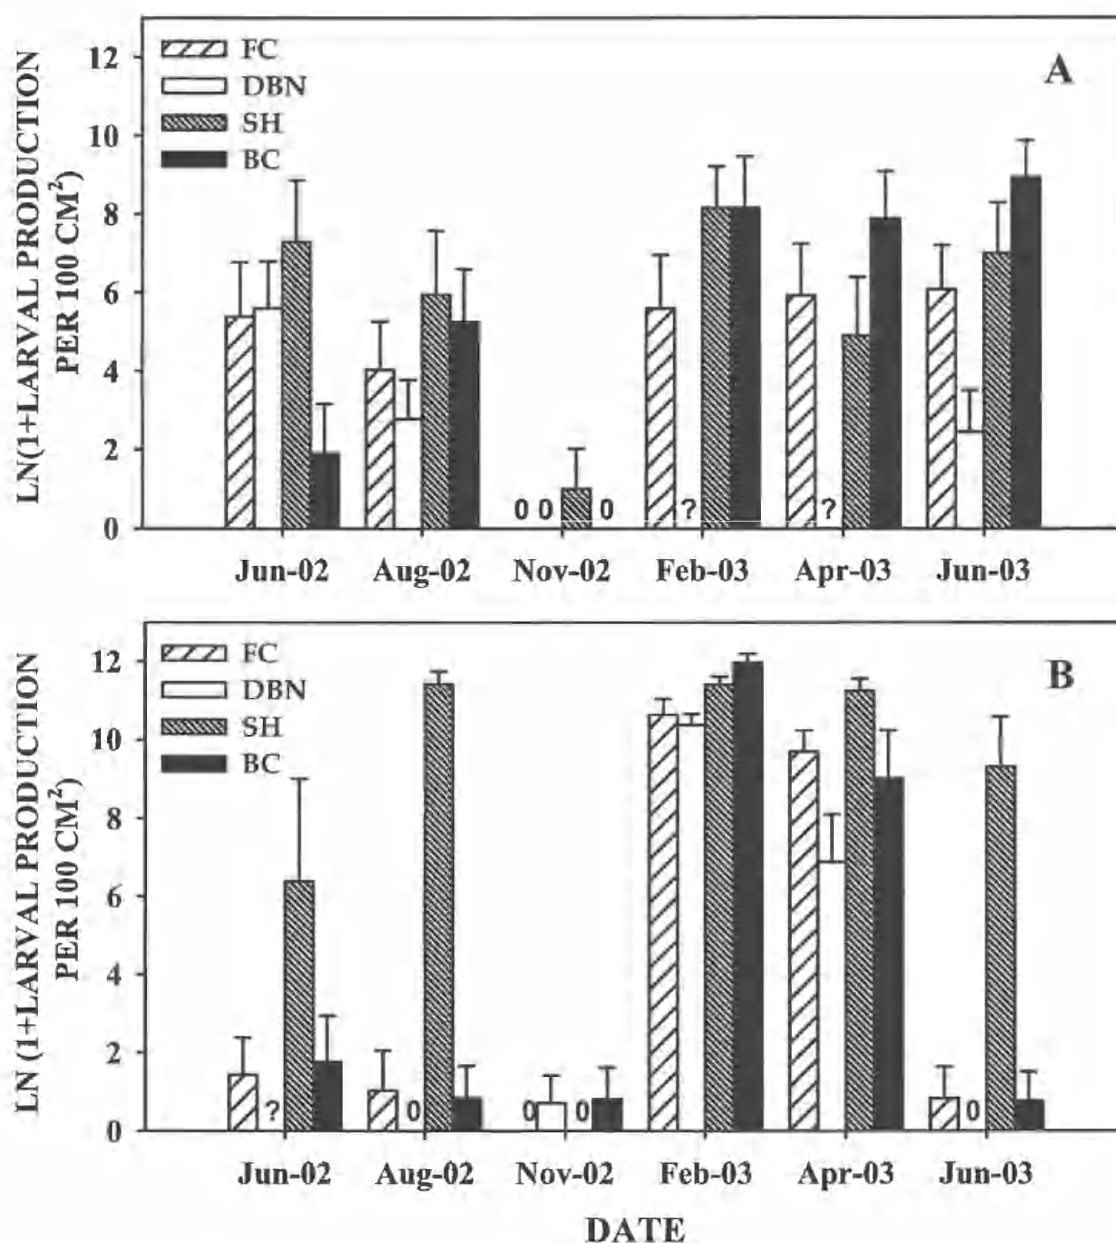 LN(1+LARVAL PRODUCTION
PER 100 CM²)
12
10
8
6
4
2
0
FC
DBN
SH
BC
A
0 0 0
?
?
Jun-02 Aug-02 Nov-02 Feb-03 Apr-03 Jun-03
LN (1+LARVAL PRODUCTION
PER 100 CM²)
12
10
8
6
4
2
0
FC
DBN
SH
BC
B
?
0
0 0
0
Jun-02 Aug-02 Nov-02 Feb-03 Apr-03 Jun-03
DATE